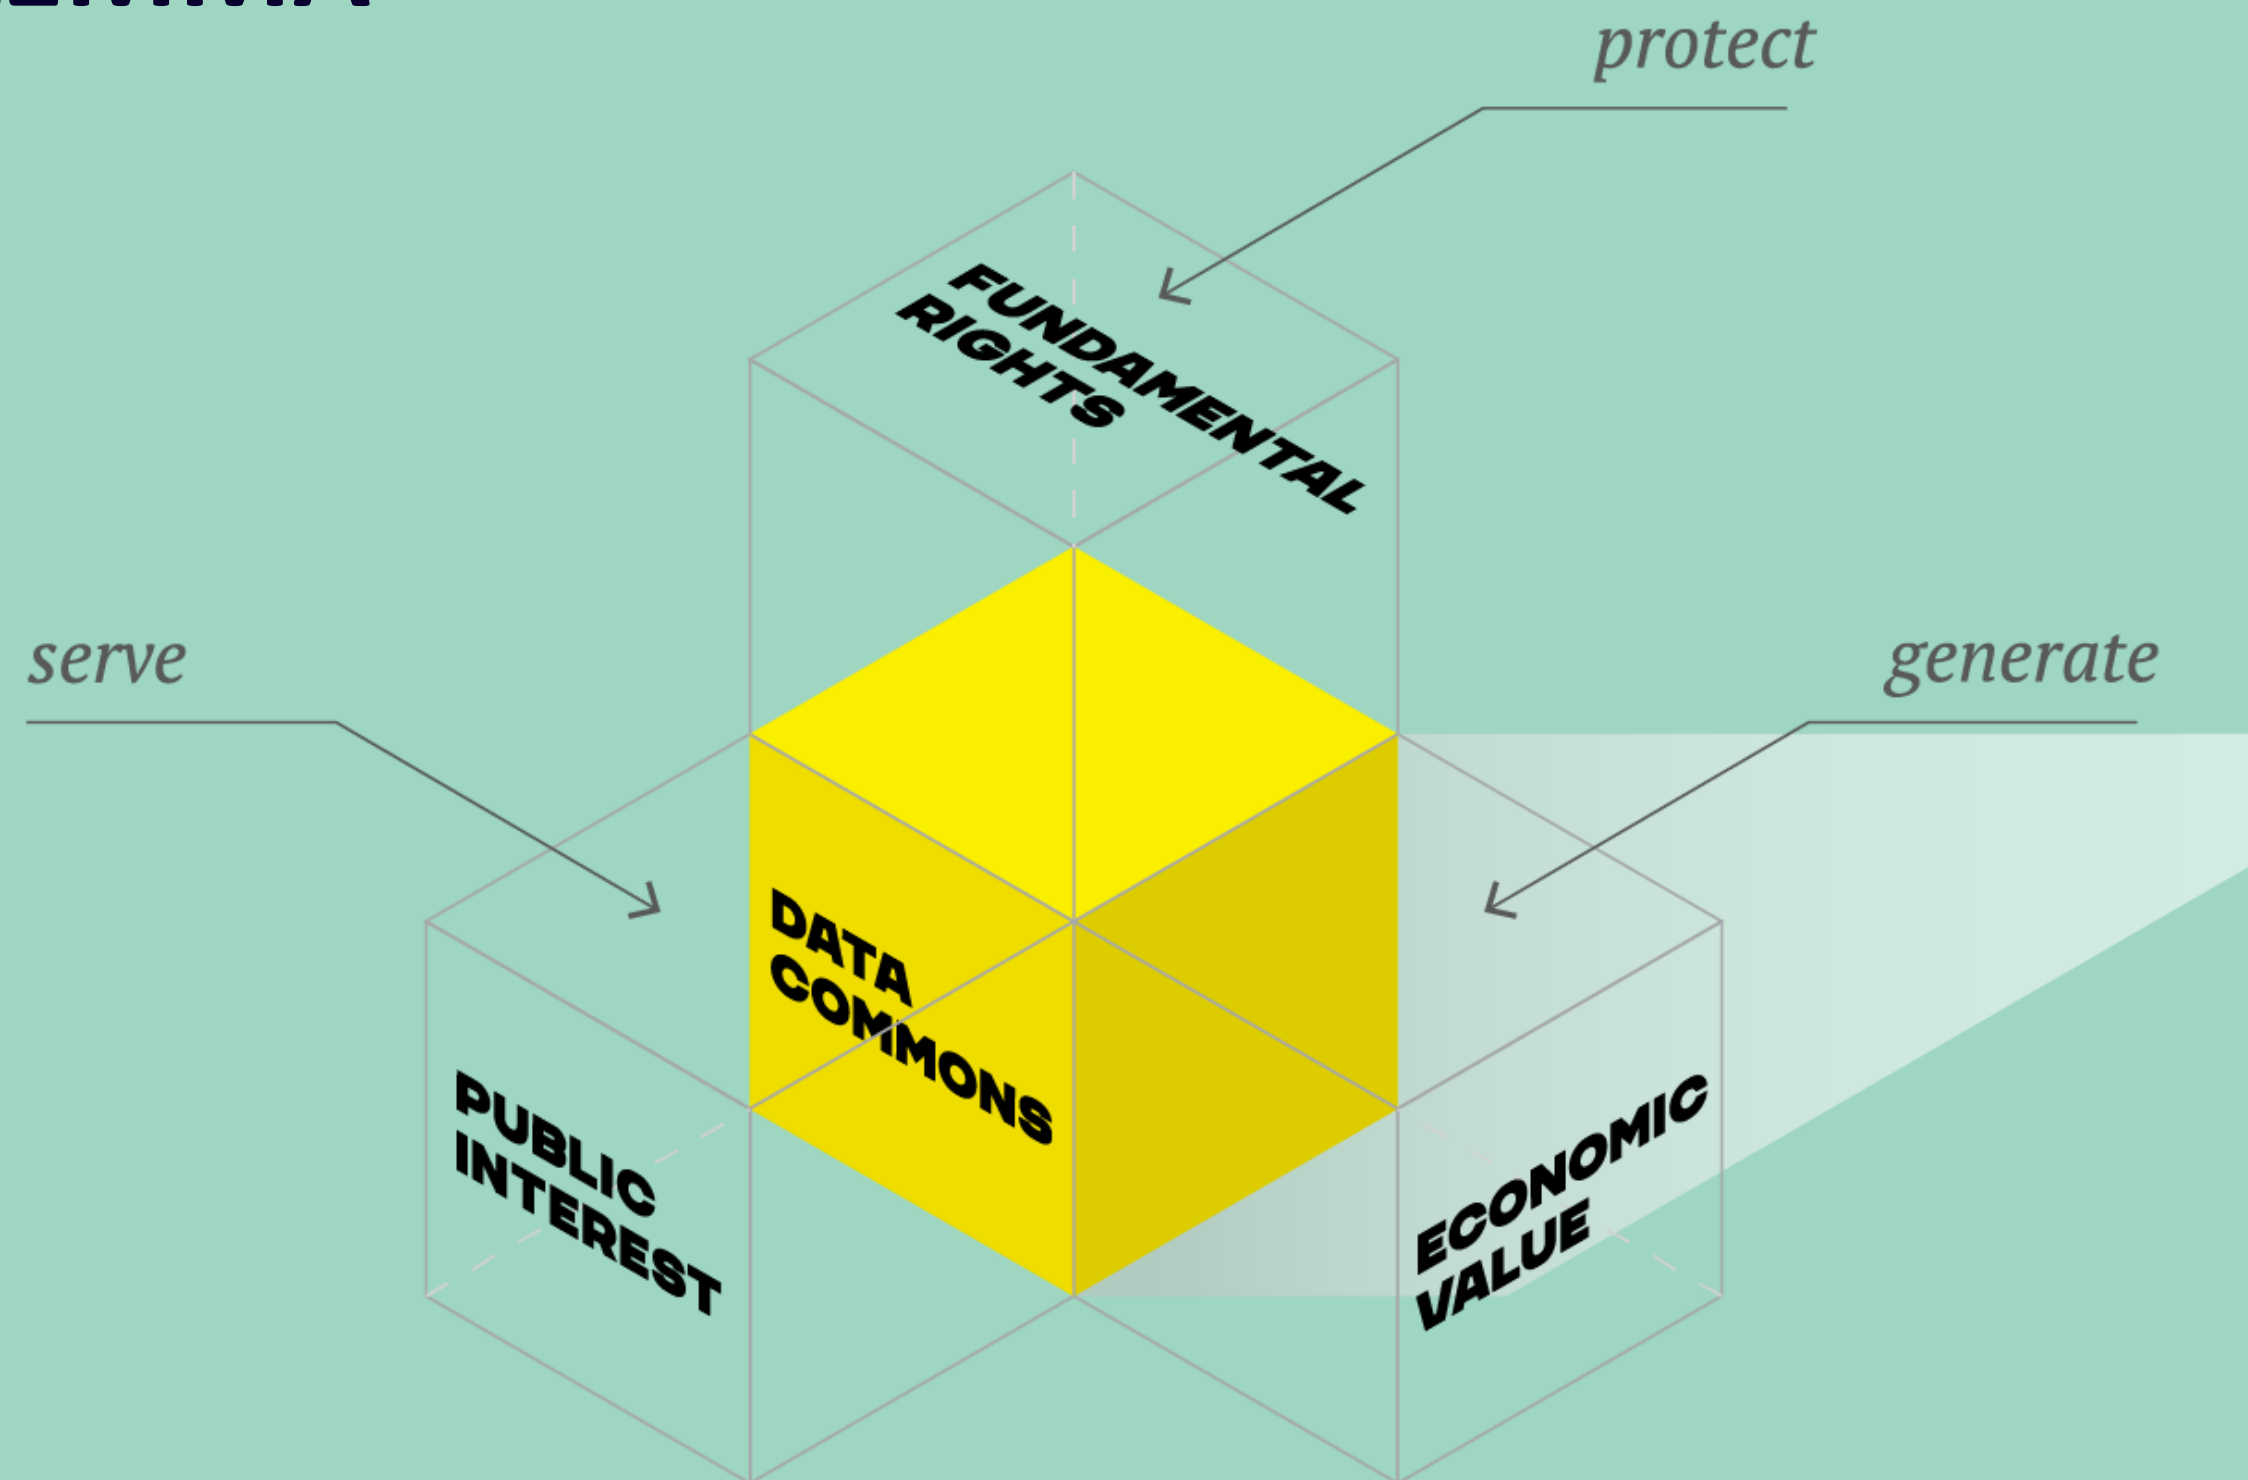 protect
FUNDAMENTAL
RIGHTS
serve
generate
DATA
COMMONS
PUBLIC
INTEREST
ECONOMIC
VALUE